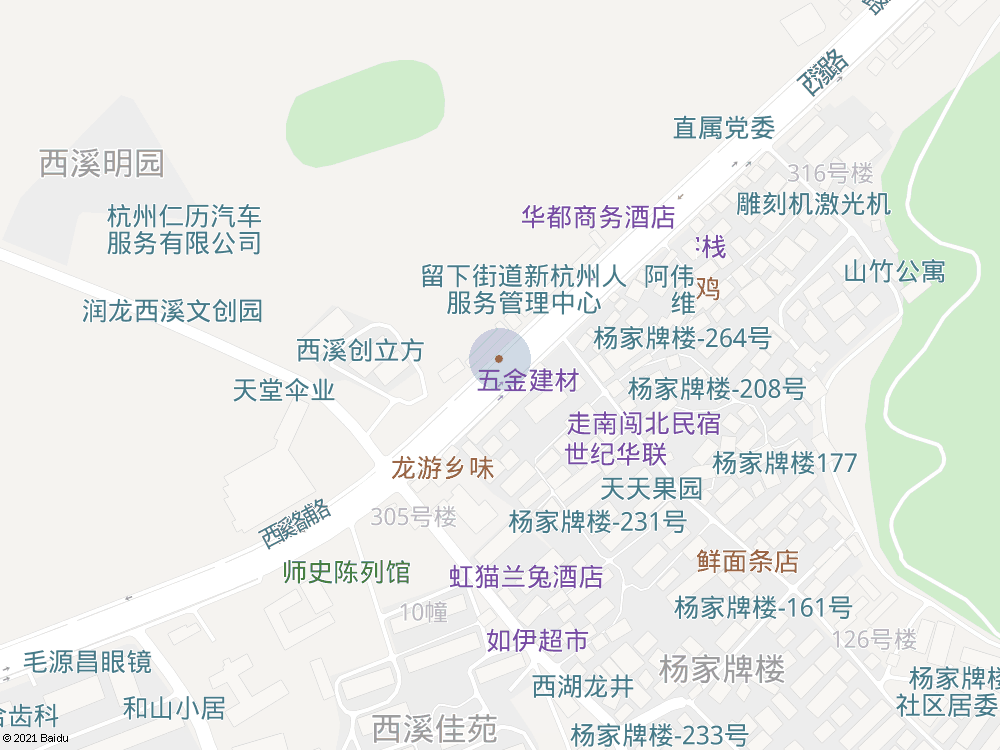 西溪路
直属党委
西溪明园
316号楼
雕刻机激光机
杭州仁历汽车
服务有限公司
华都商务酒店
栈
留下街道新杭州人
服务管理中心
阿伟
维
鸡
山竹公寓
润龙西溪文创园
杨家牌楼-264号
西溪创立方
天堂伞业
五金建材
杨家牌楼-208号
走南闯北民宿
世纪华联
杨家牌楼177
龙游乡味
天天果园
305号楼
杨家牌楼-231号
师史陈列馆
虹猫兰兔酒店
鲜面条店
10幢
杨家牌楼-161号
126号楼
如伊超市
毛源昌眼镜
杨家牌楼
西湖龙井
杨家牌楼
社区居委
和山小居
齿科
西溪佳苑
杨家牌楼-233号
© 2021 Baidu